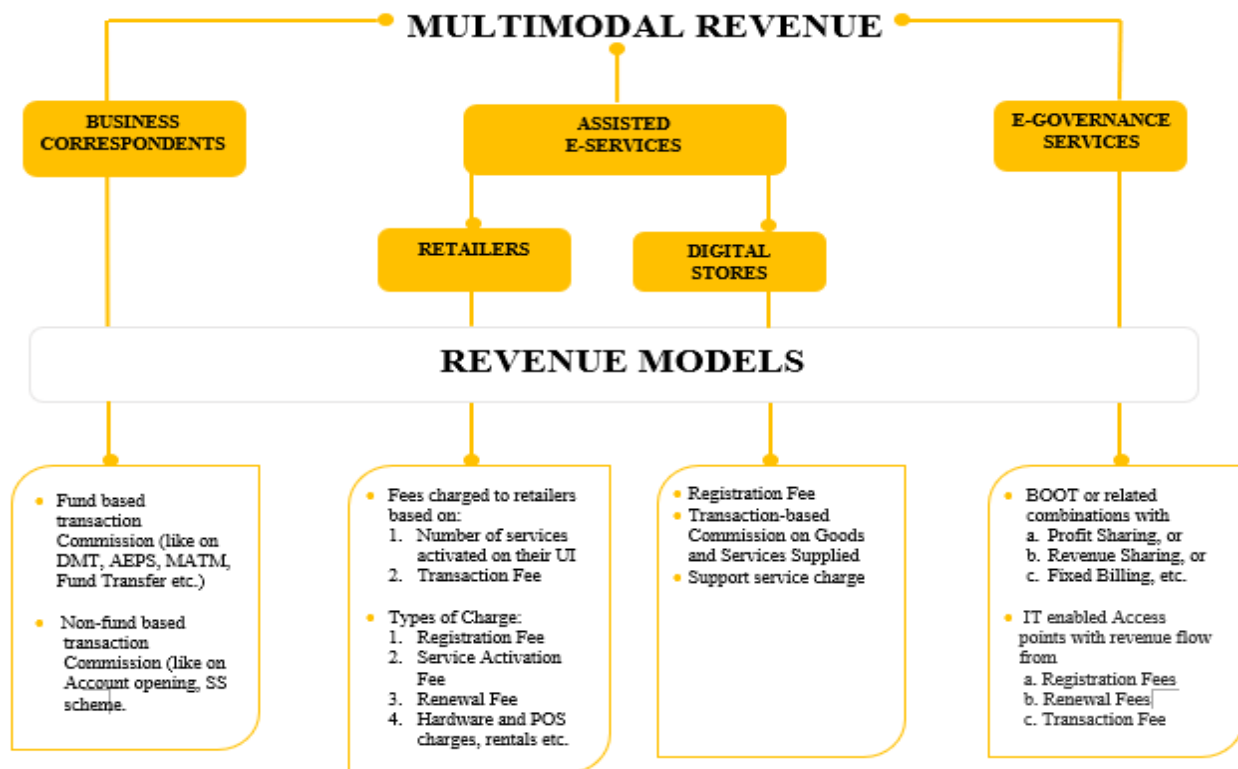 MULTIMODAL REVENUE
BUSINESS
CORRESPONDENTS
ASSISTED
E-SERVICES
E-GOVERNANCE
SERVICES
RETAILERS
DIGITAL
STORES
REVENUE MODELS
• Fund based
transaction
Commission (like on
DMT, AEPS, MATM,
Fund Transfer etc.)
• Non-fund based
transaction
Commission (like on
Account opening, SS
scheme.
• Fees charged to retailers
based on:
1. Number of services
activated on their UI
2. Transaction Fee
• Types of Charge:
1. Registration Fee
2. Service Activation
Fee
3. Renewal Fee
4. Hardware and POS
charges, rentals etc.
• Registration Fee
• Transaction-based
Commission on Goods
and Services Supplied
• Support service charge
• BOOT or related
combinations with
a. Profit Sharing, or
b. Revenue Sharing, or
c. Fixed Billing, etc.
• IT enabled Access
points with revenue flow
from
a. Registration Fees
b. Renewal Fees
c. Transaction Fee